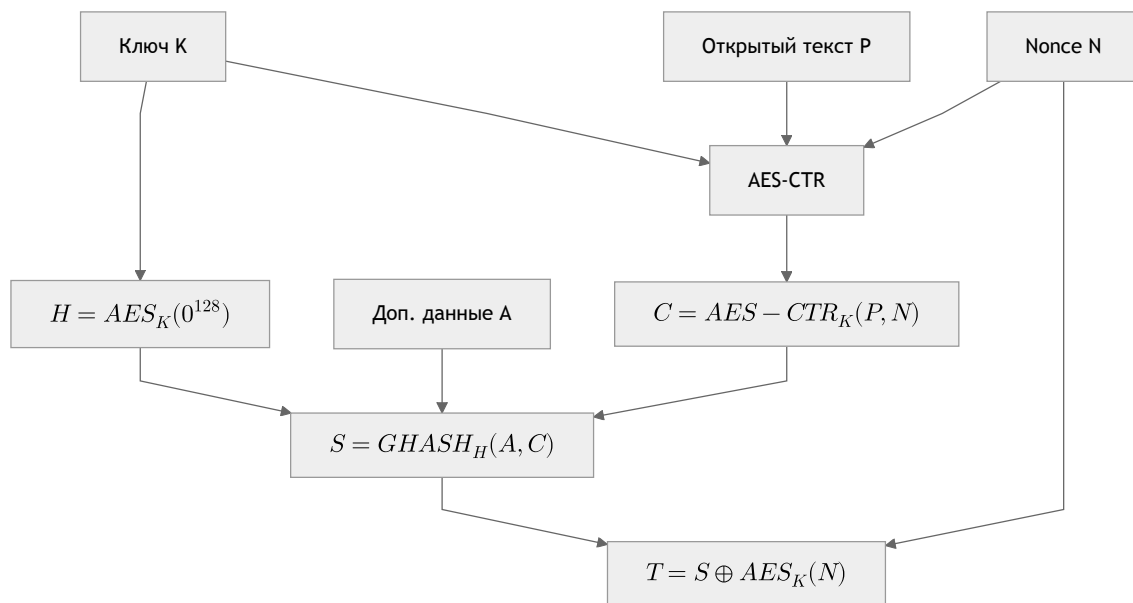 Ключ K
Открытый текст P
Nonce N
AES-CTR
H = AES_K(0^{128})
Доп. данные A
C = AES − CTR_K(P, N)
S = GHASH_H(A, C)
T = S ⊕ AES_K(N)